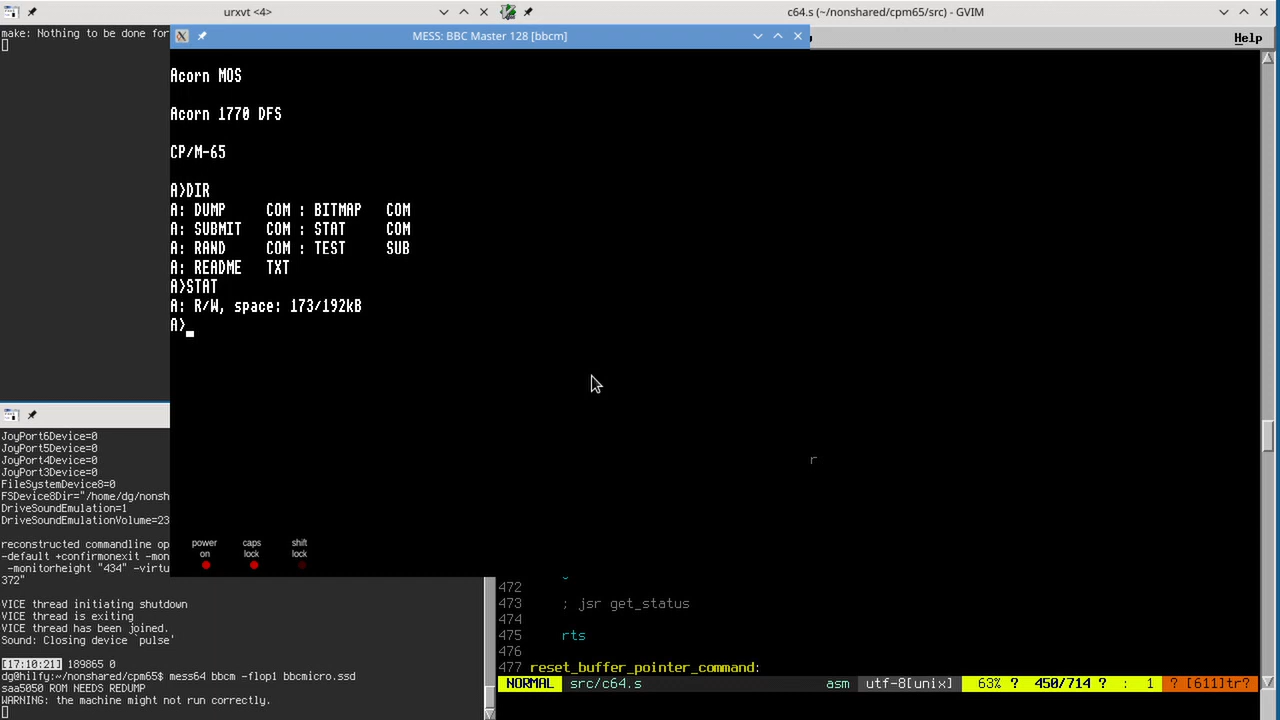 urxvt <4>
c64.s (~/nonshared/cpm65/src) - GVIM
make: Nothing to be done for
MESS: BBC Master 128 [bbcm]
Help
Acorn MOS
Acorn 1770 DFS
CP/M-65
A>DIR
A: DUMP COM : BITMAP COM
A: SUBMIT COM : STAT COM
A: RAND COM : TEST SUB
A: README TXT
A>STAT
A: R/W, space: 173/192kB
A>
r
power on
caps lock
shift lock
JoyPort6Device=0
JoyPort5Device=0
JoyPort4Device=0
JoyPort3Device=0
FileSystemDevice8=0
FSDevice8Dir="/home/dg/nonsh
DriveSoundEmulation=1
DriveSoundEmulationVolume=23
reconstructed commandline op
-default +confirmonexit -mon
-monitorheight "434" -virtu
372"
VICE thread initiating shutdown
VICE thread is exiting
VICE thread has been joined.
Sound: Closing device `pulse'
[17:10:21] 189865 0
dg@hilfy:~/nonshared/cpm65$ mess64 bbcm -flop1 bbcmicro.ssd
saa5050 ROM NEEDS REDUMP
WARNING: the machine might not run correctly.
472
473 ; jsr get_status
474
475 rts
476
477 reset_buffer_pointer_command:
NORMAL src/c64.s asm utf-8[unix] 63% ? 450/714 ? : 1 ? [611]tr?